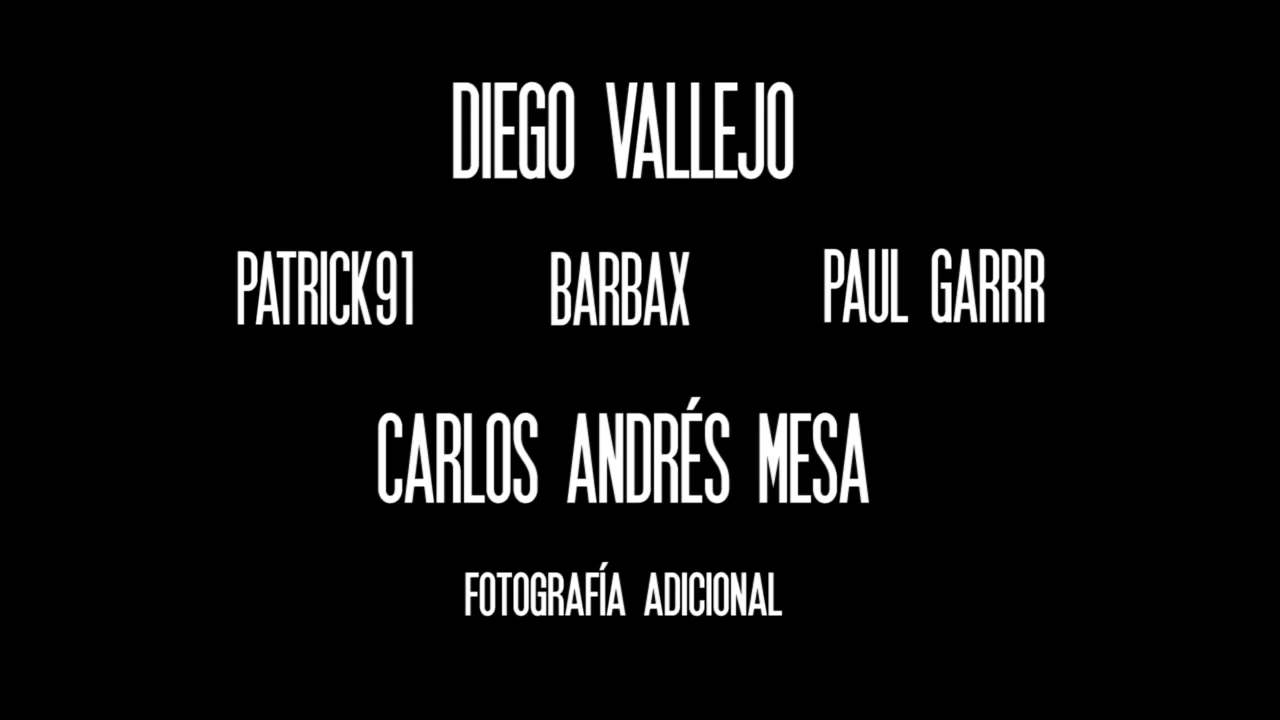 DIEGO VALLEJO
PATRICK91 BARBAX PAUL GARRR
CARLOS ANDRÉS MESA
FOTOGRAFÍA ADICIONAL